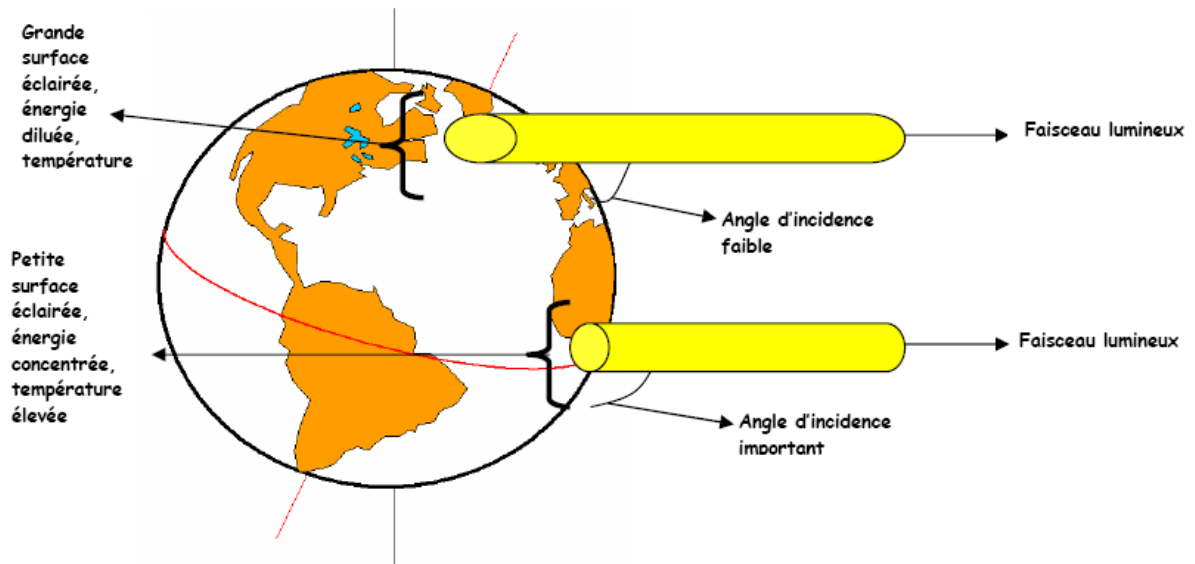 Grande
surface
éclairée,
énergie
diluée,
température
Faisceau lumineux
Angle d'incidence
faible
Petite
surface
éclairée,
énergie
concentrée,
température
élevée
Faisceau lumineux
Angle d'incidence
important